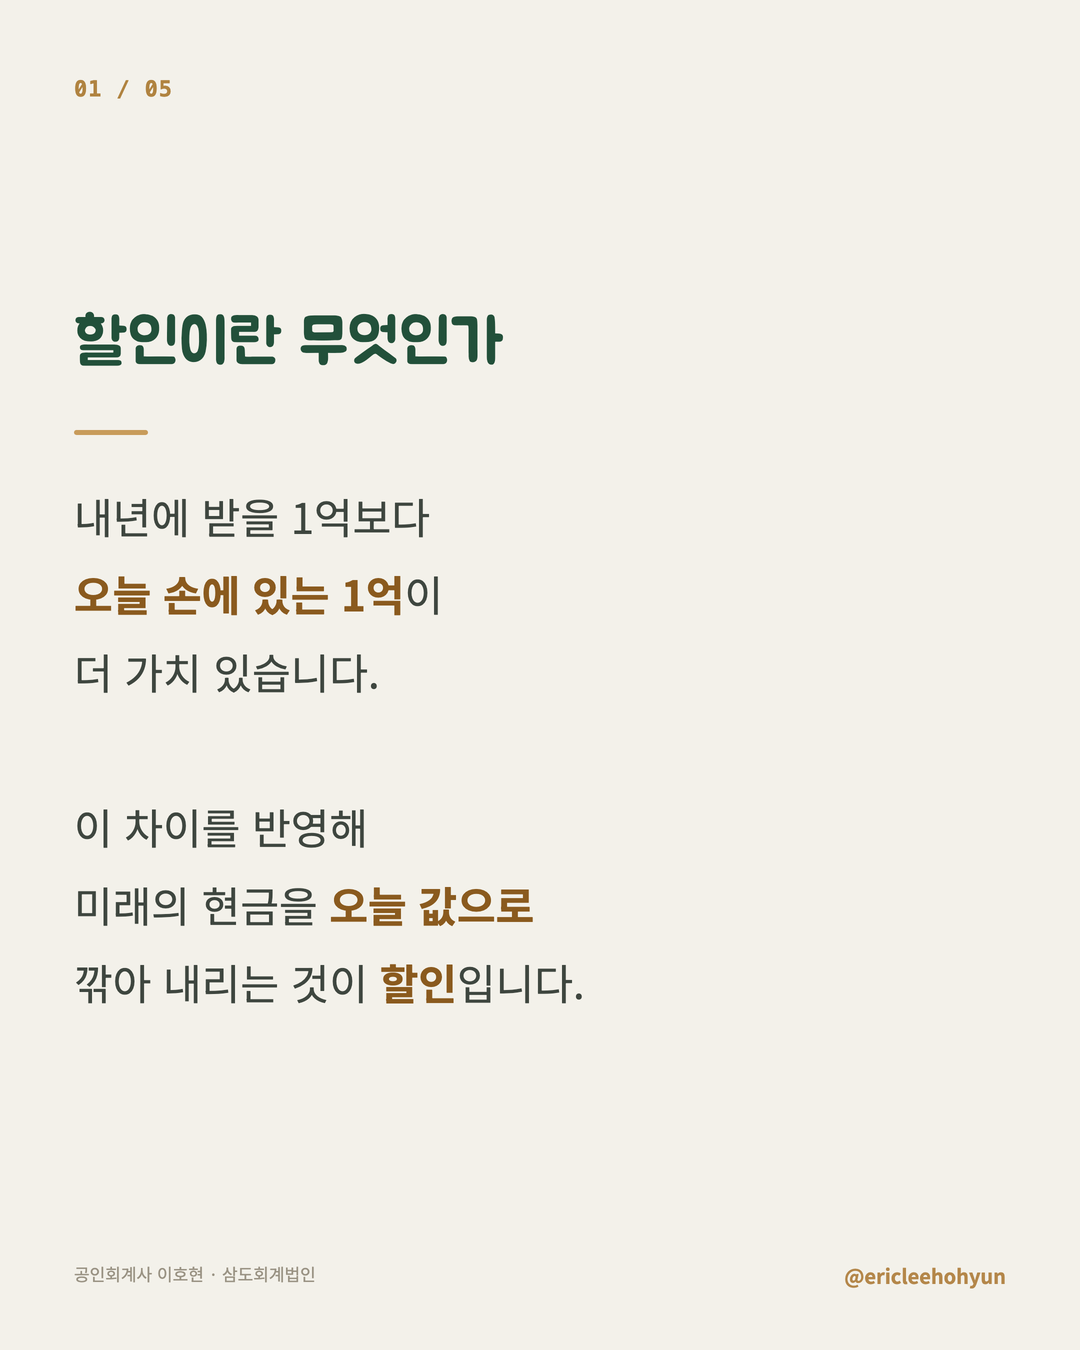 01 / 05
할인이란 무엇인가
내년에 받을 1억보다
오늘 손에 있는 1억이
더 가치 있습니다.
이 차이를 반영해
미래의 현금을 오늘 값으로
깎아 내리는 것이 할인입니다.
공인회계사 이호현 · 삼도회계법인
@ericleehohyun